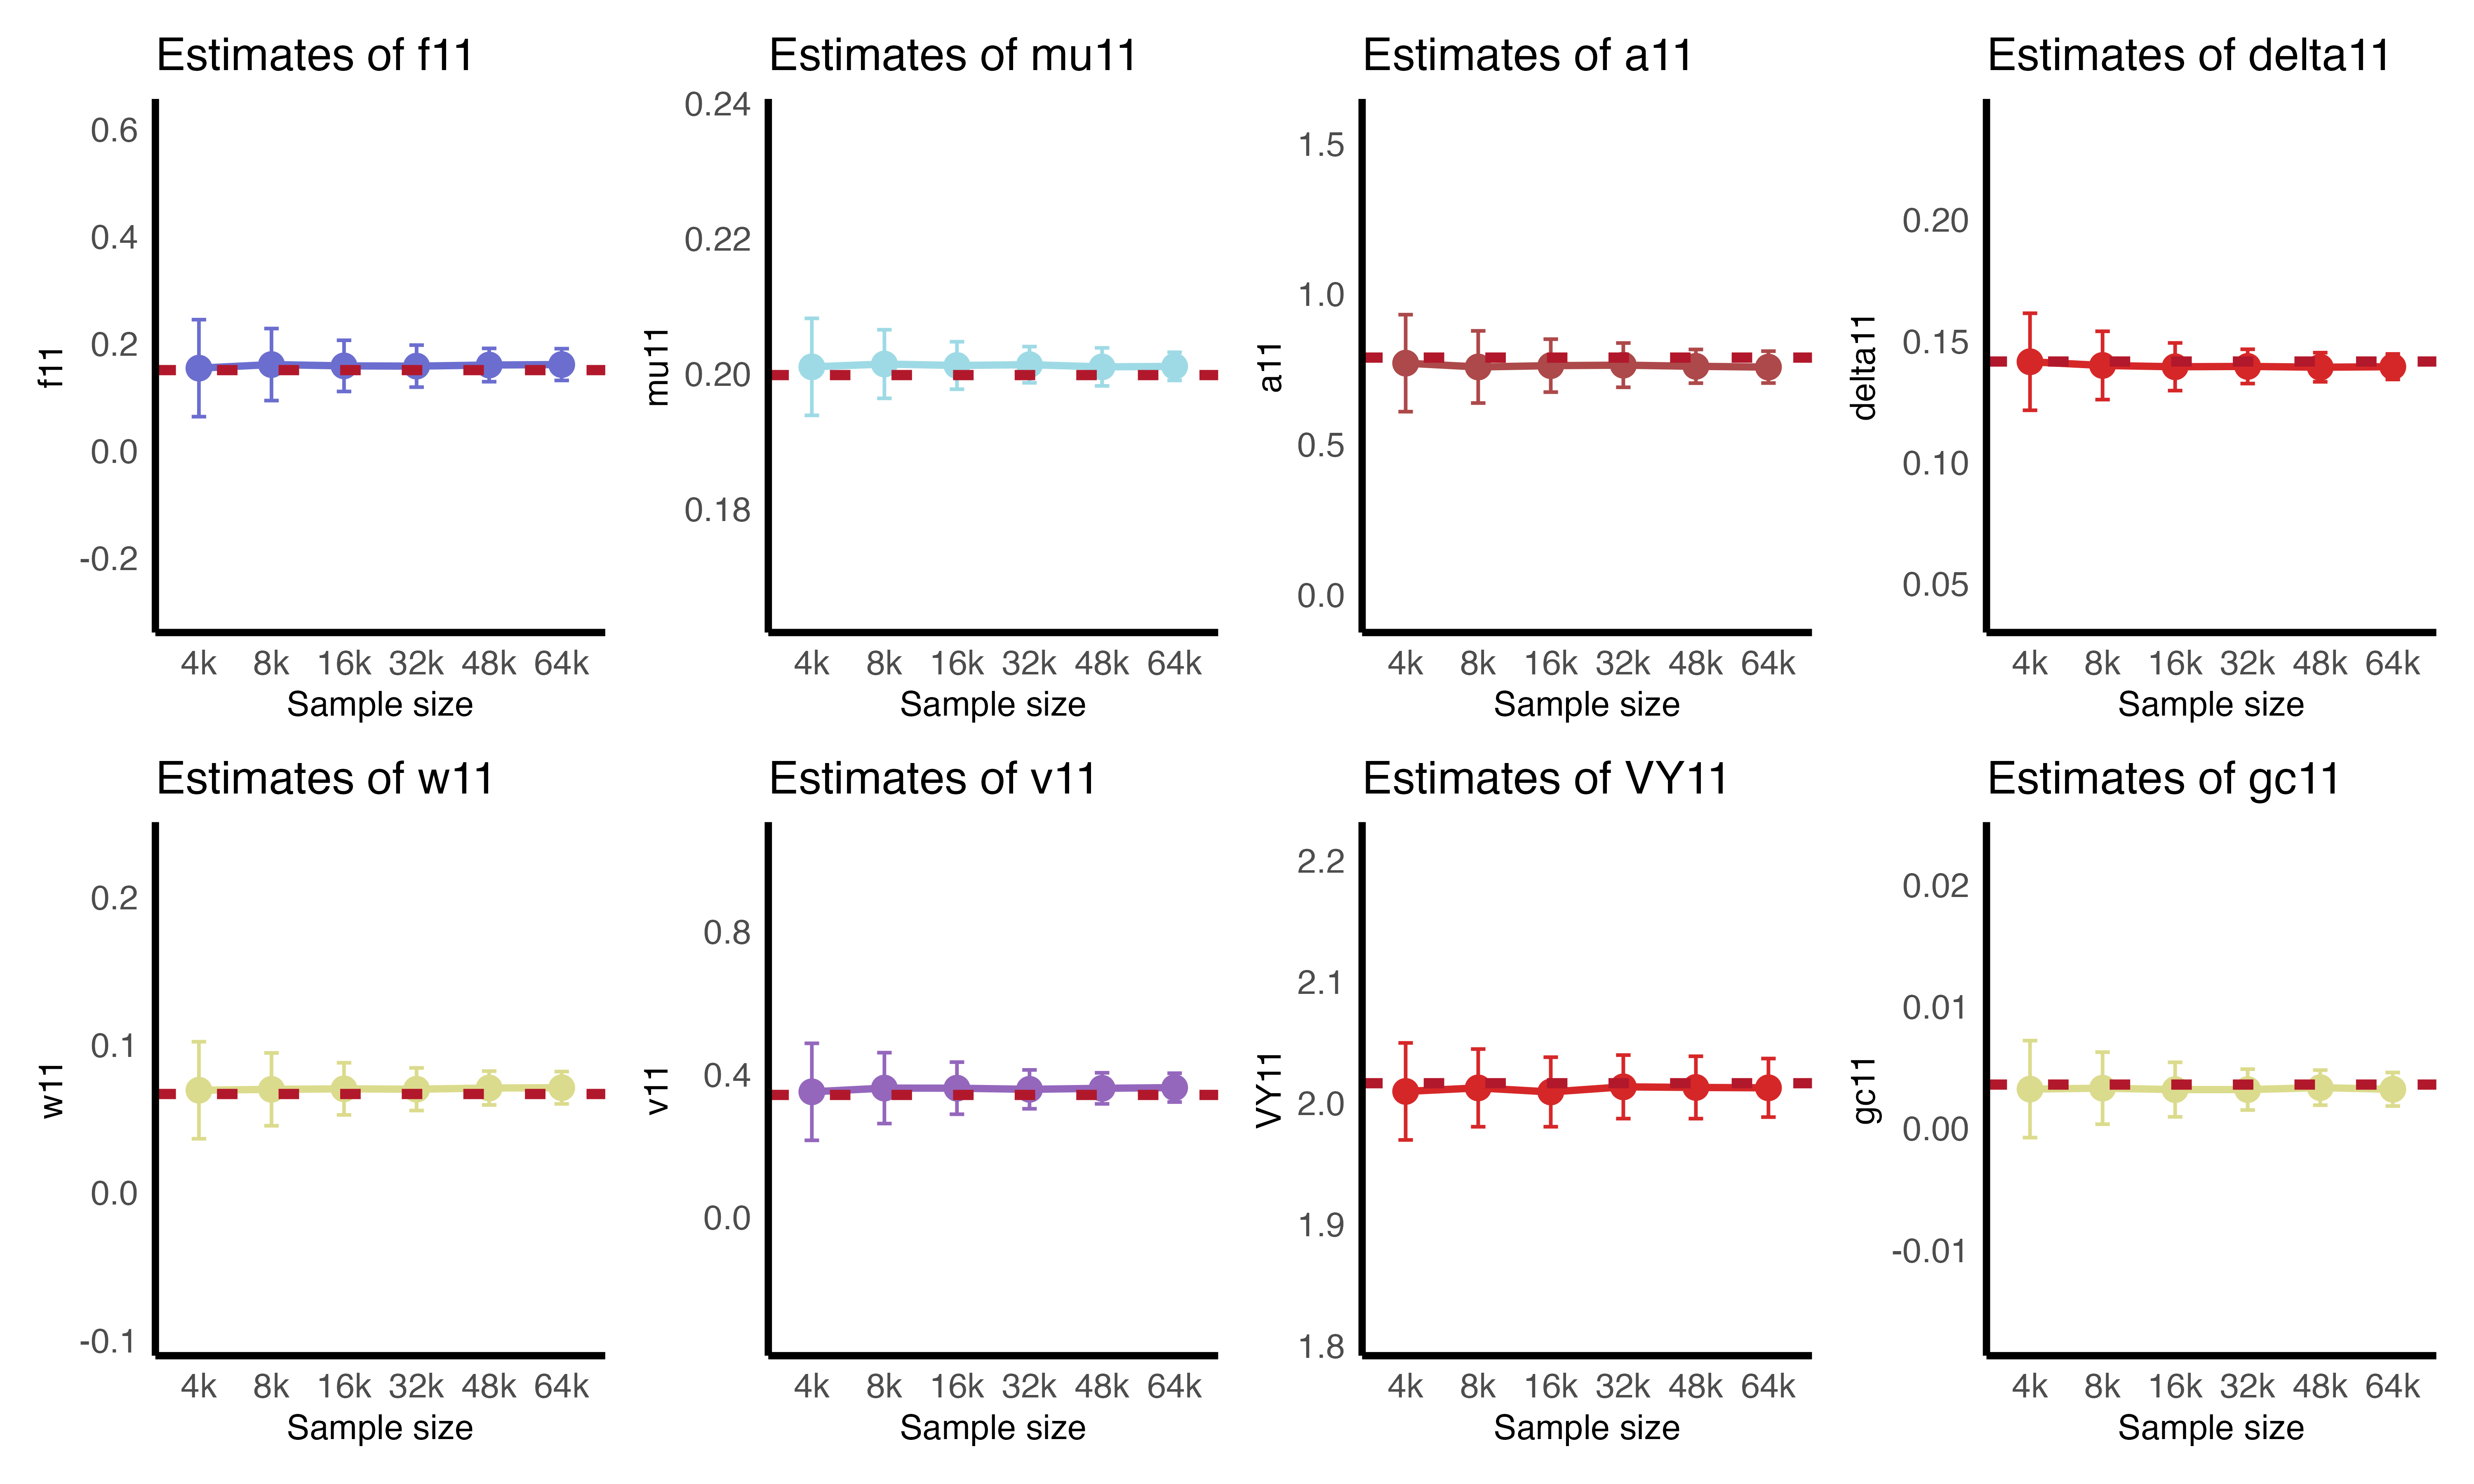 Estimates of f11
Estimates of mu11
Estimates of a11
Estimates of delta11
f11
0.6
0.4
0.2
0.0
-0.2
4k 8k 16k 32k 48k 64k
Sample size
mu11
0.24
0.22
0.20
0.18
4k 8k 16k 32k 48k 64k
Sample size
a11
1.5
1.0
0.5
0.0
4k 8k 16k 32k 48k 64k
Sample size
delta11
0.20
0.15
0.10
0.05
4k 8k 16k 32k 48k 64k
Sample size
Estimates of w11
Estimates of v11
Estimates of VY11
Estimates of gc11
w11
0.2
0.1
0.0
-0.1
4k 8k 16k 32k 48k 64k
Sample size
v11
0.8
0.4
0.0
4k 8k 16k 32k 48k 64k
Sample size
VY11
2.2
2.1
2.0
1.9
1.8
4k 8k 16k 32k 48k 64k
Sample size
gc11
0.02
0.01
0.00
-0.01
4k 8k 16k 32k 48k 64k
Sample size